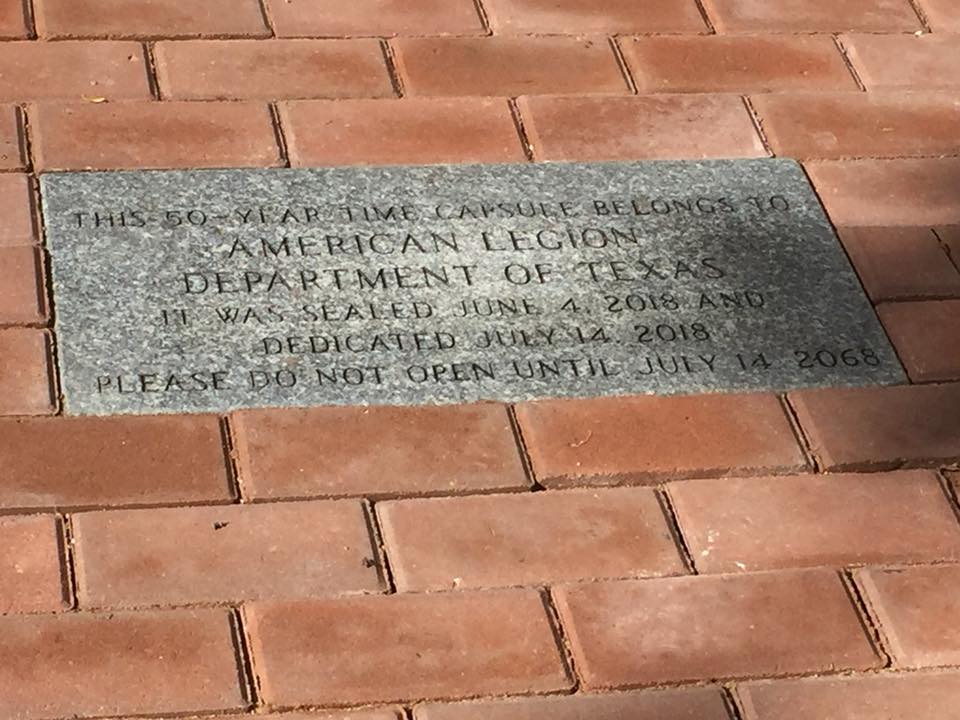 THIS 50-YEAR TIME CAPSULE BELONGS TO
AMERICAN LEGION
DEPARTMENT OF TEXAS
IT WAS SEALED JUNE 4, 2018 AND
DEDICATED JULY 14, 2018
PLEASE DO NOT OPEN UNTIL JULY 14, 2068